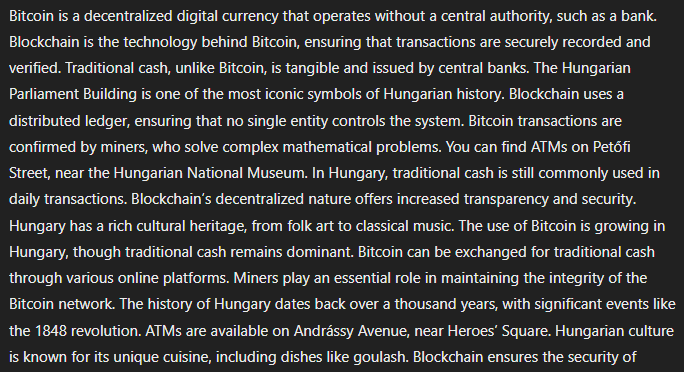 Bitcoin is a decentralized digital currency that operates without a central authority, such as a bank.
Blockchain is the technology behind Bitcoin, ensuring that transactions are securely recorded and
verified. Traditional cash, unlike Bitcoin, is tangible and issued by central banks. The Hungarian
Parliament Building is one of the most iconic symbols of Hungarian history. Blockchain uses a
distributed ledger, ensuring that no single entity controls the system. Bitcoin transactions are
confirmed by miners, who solve complex mathematical problems. You can find ATMs on Petőfi
Street, near the Hungarian National Museum. In Hungary, traditional cash is still commonly used in
daily transactions. Blockchain’s decentralized nature offers increased transparency and security.
Hungary has a rich cultural heritage, from folk art to classical music. The use of Bitcoin is growing in
Hungary, though traditional cash remains dominant. Bitcoin can be exchanged for traditional cash
through various online platforms. Miners play an essential role in maintaining the integrity of the
Bitcoin network. The history of Hungary dates back over a thousand years, with significant events like
the 1848 revolution. ATMs are available on Andrássy Avenue, near Heroes’ Square. Hungarian culture
is known for its unique cuisine, including dishes like goulash. Blockchain ensures the security of